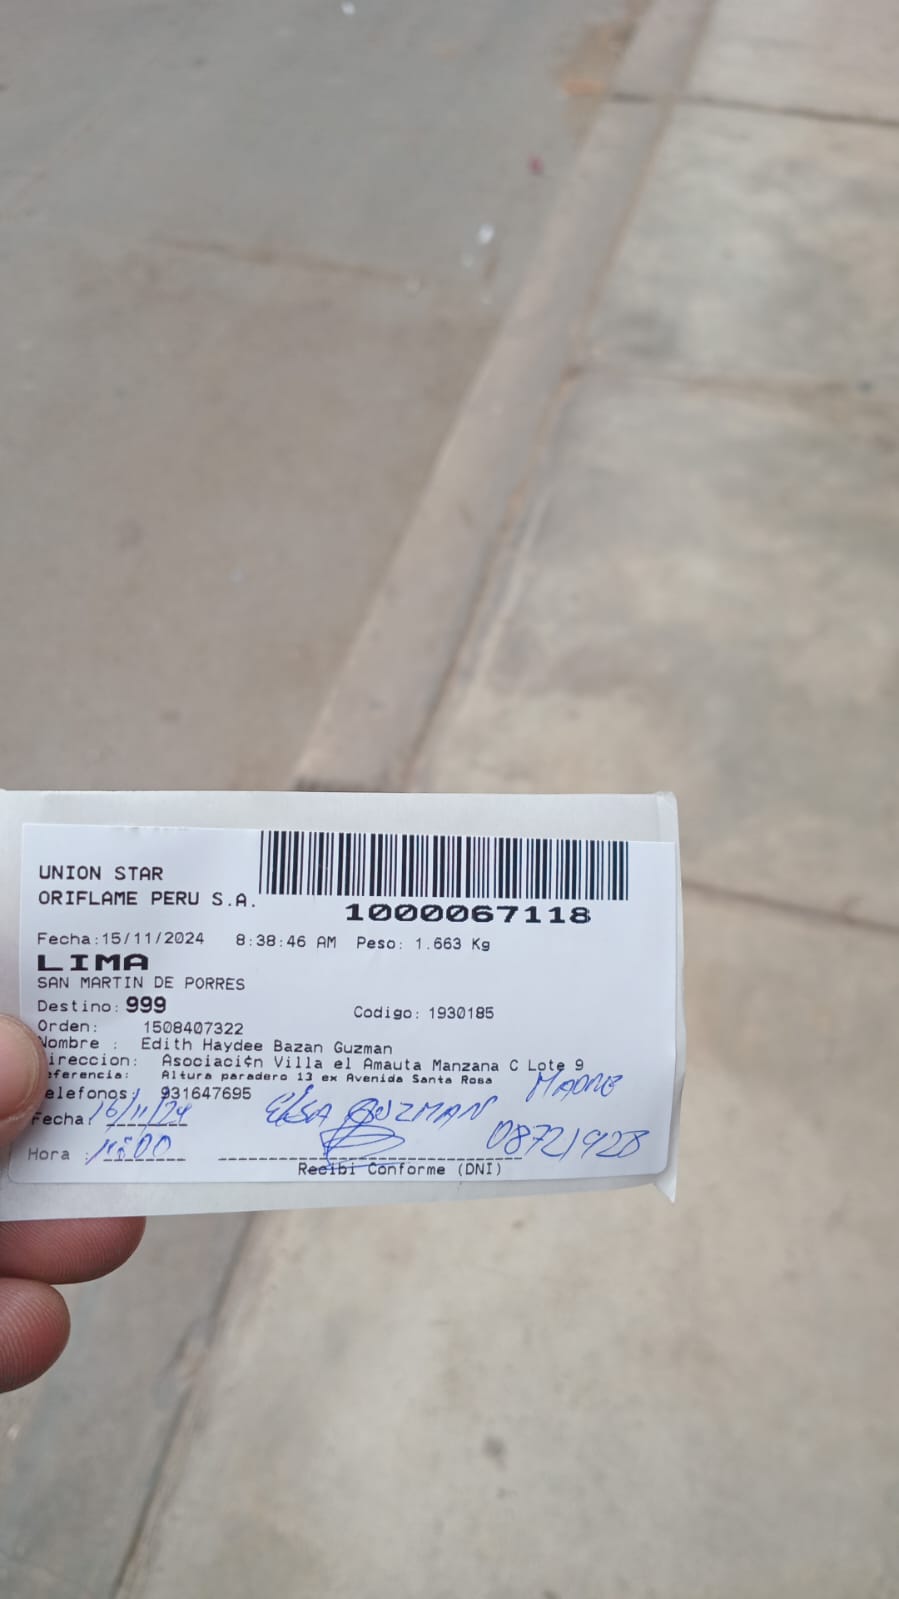 UNION STAR
ORIFLAME PERU S.A.
1000067118
Fecha:15/11/2024 8:38:46 AM Peso: 1.663 Kg
LIMA
SAN MARTIN DE PORRES
Destino: 999 Codigo: 1930185
Orden: 1508407322
Nombre : Edith Haydee Bazan Guzman
ireccion: Asociaci¢n Villa el Amauta Manzana C Lote 9
eferencia: Altura paradero 13 ex Avenida Santa Rosa
elefonos: 931647695 MADRE
Fecha: 16/11/24 ElSA GUZMAN
Hora : 08721928
Recibi Conforme (DNI)